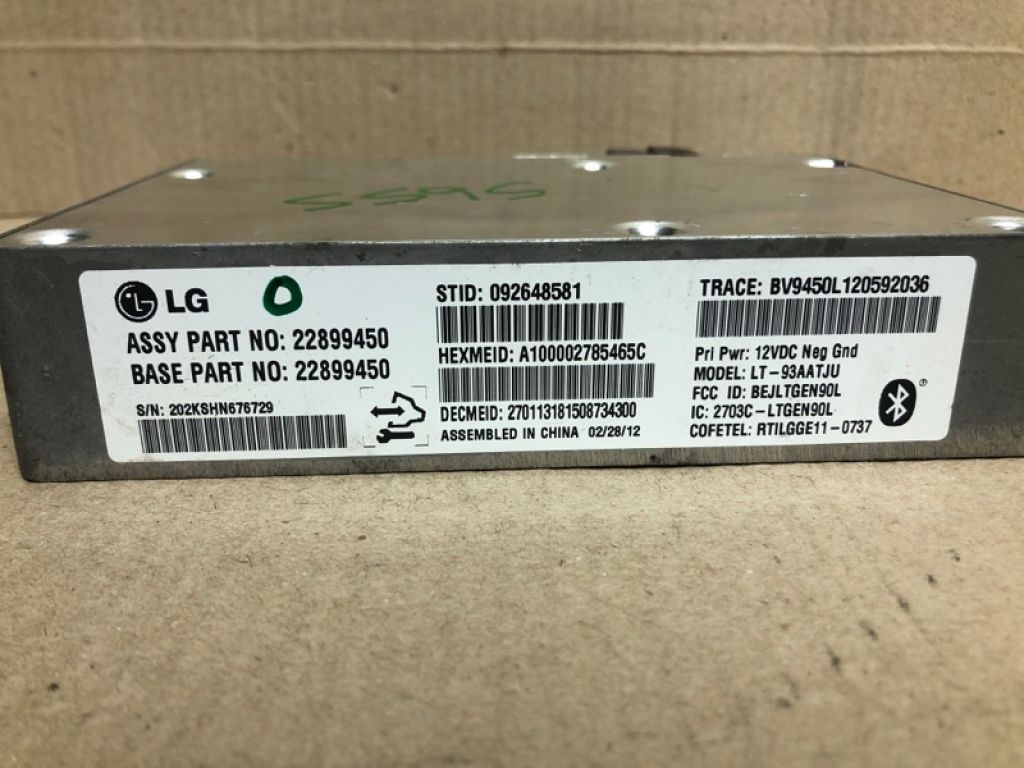 5595
LG
O
ASSY PART NO: 22899450
BASE PART NO: 22899450
S/N: 202KSHN676729
STID: 092648581
HEXMEID: A100002785465C
DECMEID: 270113181508734300
ASSEMBLED IN CHINA 02/28/12
TRACE: BV9450L120592036
Pri Pwr: 12VDC Neg Gnd
MODEL: LT-93AATJU
FCC ID: BEJLTGEN90L
IC: 2703C-LTGEN90L
COFETEL: RTILGGE11-0737